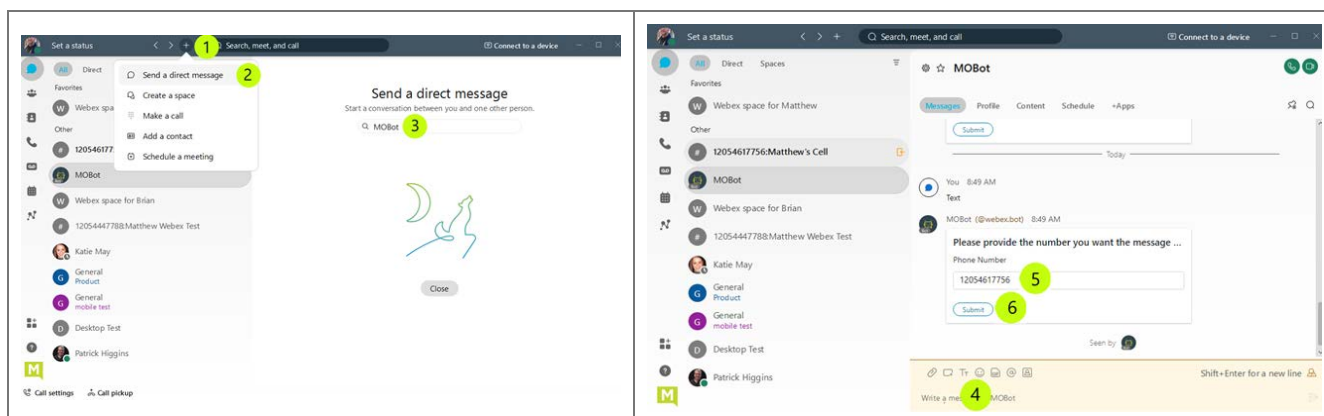 Set a status
Search, meet, and call
Connect to a device
1
All
Direct
Send a direct message
2
Favorites
Create a space
Webex spa
Make a call
Other
Add a contact
# 12054617
Schedule a meeting
MOBot
W Webex space for Brian
# 12054447788:Matthew Webex Test
Katie May
G General
Product
G General
mobile test
D Desktop Test
Patrick Higgins
M
Call settings
Call pickup
Send a direct message
Start a conversation between you and one other person.
MOBot
3
Close
Set a status
Search, meet, and call
Connect to a device
All
Direct
Spaces
Favorites
W Webex space for Matthew
Other
# 12054617756:Matthew's Cell
MOBot
W Webex space for Brian
# 12054447788:Matthew Webex Test
Katie May
G General
Product
G General
mobile test
D Desktop Test
Patrick Higgins
M
MOBot
Messages
Profile
Content
Schedule
+Apps
Submit
Today
You 8:49 AM
Text
MOBot (@webex.bot) 8:49 AM
Please provide the number you want the message ...
Phone Number
12054617756
5
Submit
6
Seen by
Shift+Enter for a new line
Write a me
4
MOBot